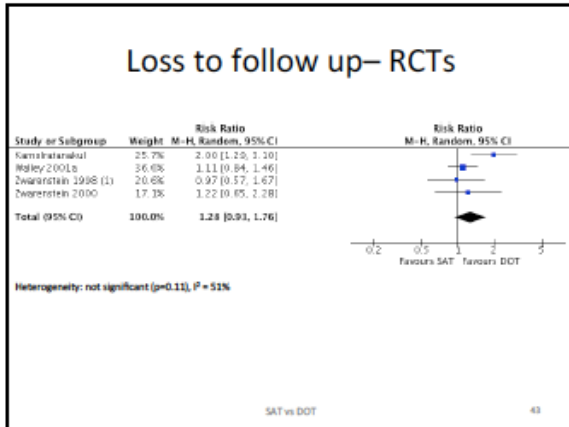 Loss to follow up– RCTs
Risk Ratio Risk Ratio
Study or Subgroup Weight M-H, Random, 95% CI M-H, Random, 95% CI
Kamolratanakul 25.7% 2.00 [1.29, 3.10]
Walley 2001a 36.6% 1.11 [0.84, 1.46]
Zwarenstein 1998 (1) 20.6% 0.97 [0.57, 1.67]
Zwarenstein 2000 17.1% 1.22 [0.65, 2.28]
Total (95% CI) 100.0% 1.28 [0.93, 1.76]
0.2 0.5 1 2 5
Favours SAT Favours DOT
Heterogeneity: not significant (p=0.11), I² = 51%
SAT vs DOT 43